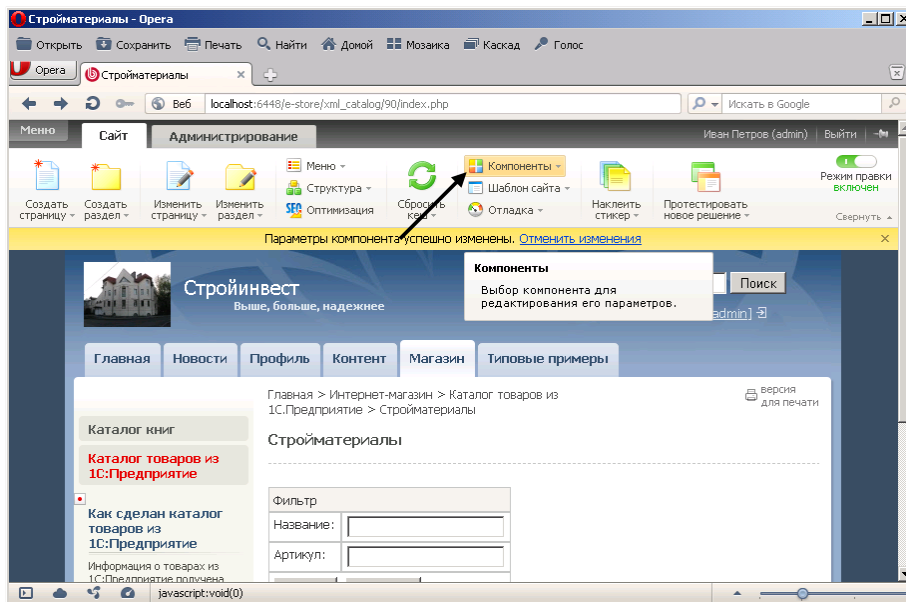 Стройматериалы - Opera
Открыть Сохранить Печать Найти Домой Мозаика Каскад Голос
Opera Стройматериалы
Веб localhost:6448/e-store/xml_catalog/90/index.php Искать в Google
Меню Сайт Администрирование Иван Петров (admin) Выйти
Создать страницу
Создать раздел
Изменить страницу
Изменить раздел
Меню
Структура
Оптимизация
Сбросить кеш
Компоненты
Шаблон сайта
Отладка
Наклеить стикер
Протестировать новое решение
Режим правки
включен
Свернуть
Параметры компонента успешно изменены. Отменить изменения
Компоненты
Выбор компонента для
редактирования его параметров.
Стройинвест
Выше, больше, надежнее
Поиск
admin]
Главная Новости Профиль Контент Магазин Типовые примеры
Главная > Интернет-магазин > Каталог товаров из
1С.Предприятие > Стройматериалы
версия
для печати
Стройматериалы
Каталог книг
Каталог товаров из
1С:Предприятие
Как сделан каталог
товаров из
1С:Предприятие
Информация о товарах из
1С:Предприятие получена
Фильтр
Название:
Артикул:
javascript:void(0)